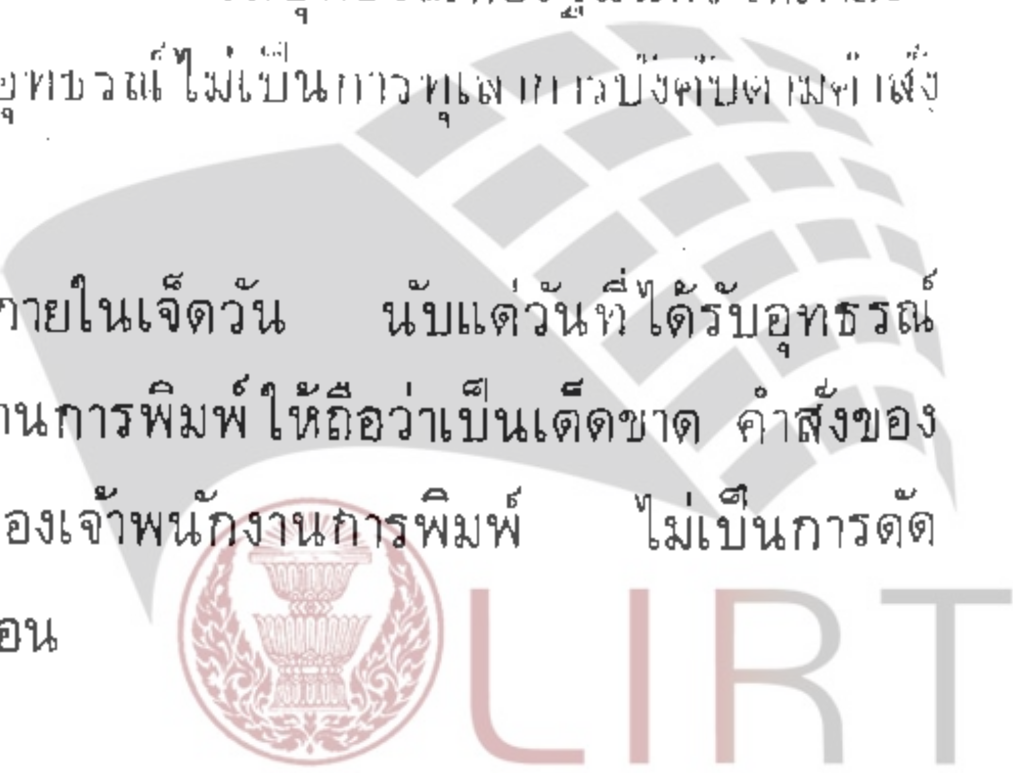 อุทธรณ์ไม่เป็นการทุเลาการบังคับตามคำสั่ง
ภายในเจ็ดวัน นับแต่วันที่ได้รับอุทธรณ์
านการพิมพ์ให้ถือว่าเป็นเด็ดขาด คำสั่งของ
องเจ้าพนักงานการพิมพ์ ไม่เป็นการตัด
อน
LIRT